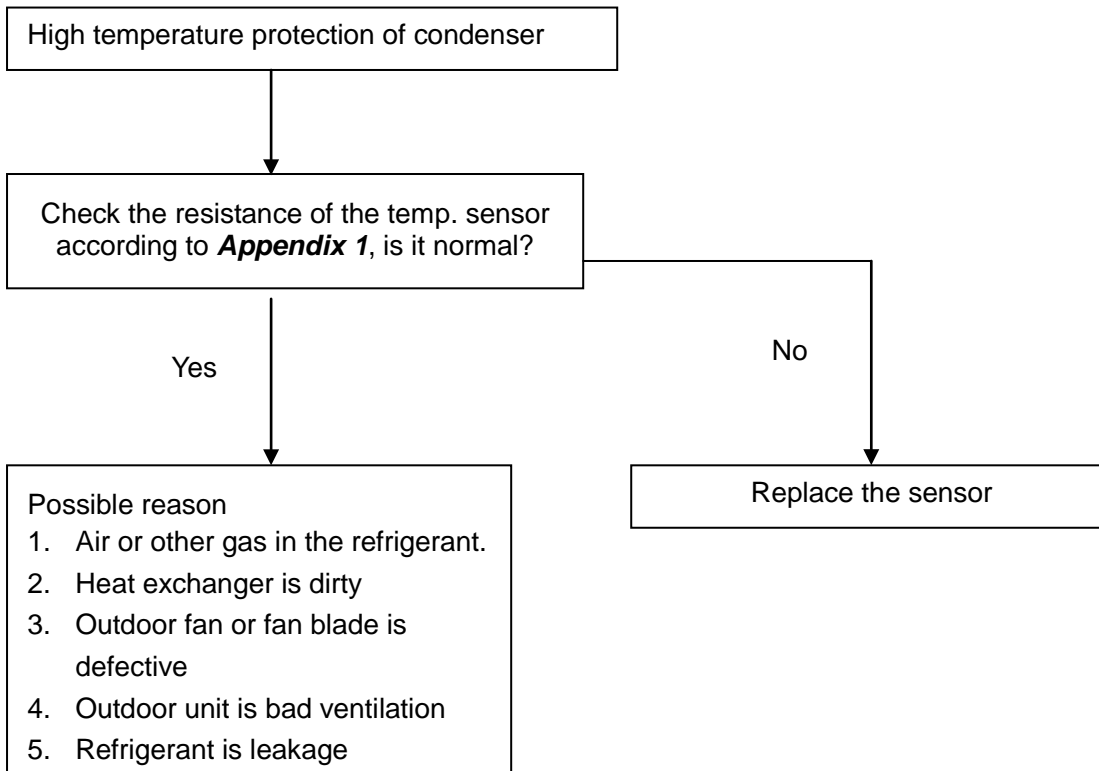 High temperature protection of condenser
Check the resistance of the temp. sensor
according to Appendix 1, is it normal?
Yes
No
Possible reason
1. Air or other gas in the refrigerant.
2. Heat exchanger is dirty
3. Outdoor fan or fan blade is
defective
4. Outdoor unit is bad ventilation
5. Refrigerant is leakage
Replace the sensor